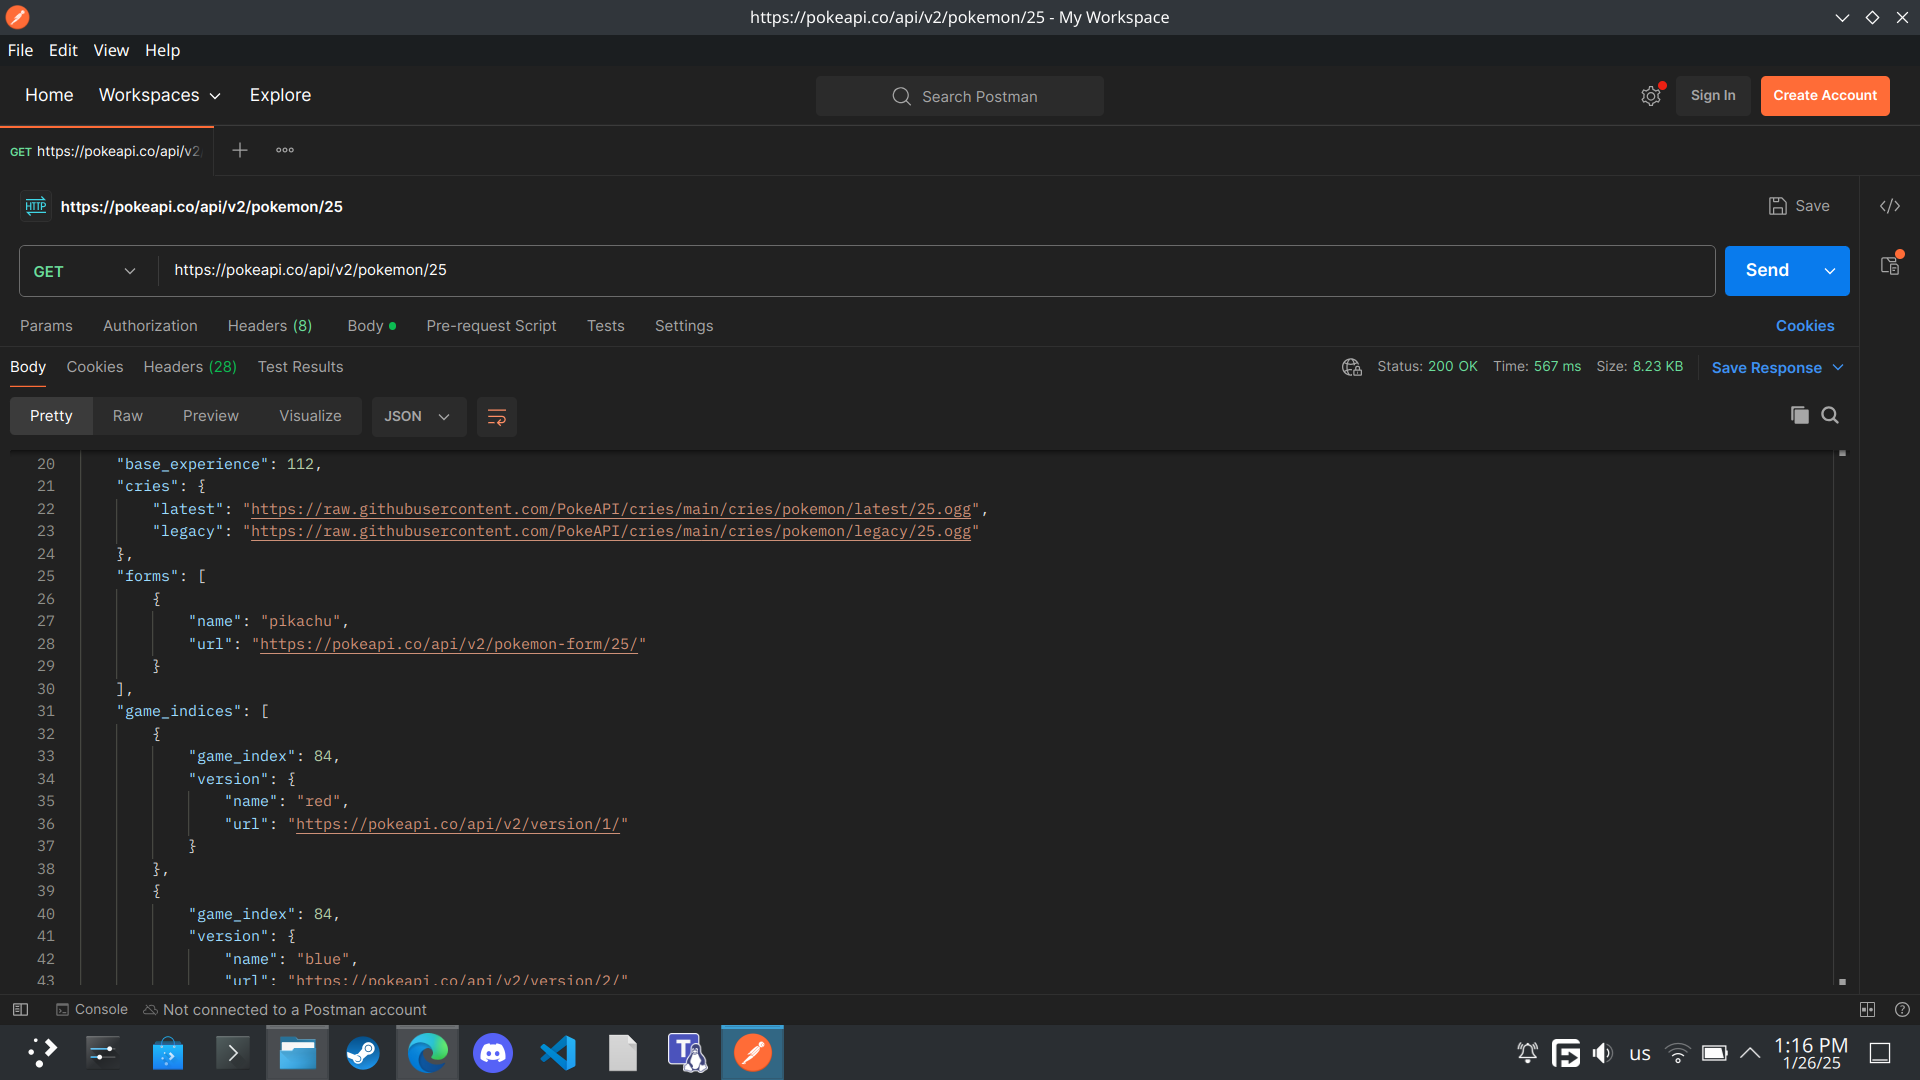 https://pokeapi.co/api/v2/pokemon/25 - My Workspace
File Edit View Help
Home Workspaces Explore Search Postman Sign In Create Account
GET https://pokeapi.co/api/v2
HTTP https://pokeapi.co/api/v2/pokemon/25 Save
GET https://pokeapi.co/api/v2/pokemon/25 Send
Params Authorization Headers (8) Body Pre-request Script Tests Settings Cookies
Body Cookies Headers (28) Test Results Status: 200 OK Time: 567 ms Size: 8.23 KB Save Response
Pretty Raw Preview Visualize JSON
20 "base_experience": 112,
21 "cries": {
22 "latest": "https://raw.githubusercontent.com/PokeAPI/cries/main/cries/pokemon/latest/25.ogg",
23 "legacy": "https://raw.githubusercontent.com/PokeAPI/cries/main/cries/pokemon/legacy/25.ogg"
24 },
25 "forms": [
26 {
27 "name": "pikachu",
28 "url": "https://pokeapi.co/api/v2/pokemon-form/25/"
29 }
30 ],
31 "game_indices": [
32 {
33 "game_index": 84,
34 "version": {
35 "name": "red",
36 "url": "https://pokeapi.co/api/v2/version/1/"
37 }
38 },
39 {
40 "game_index": 84,
41 "version": {
42 "name": "blue",
43 "url": "https://pokeapi.co/api/v2/version/2/"
Console Not connected to a Postman account
us 1:16 PM
1/26/25